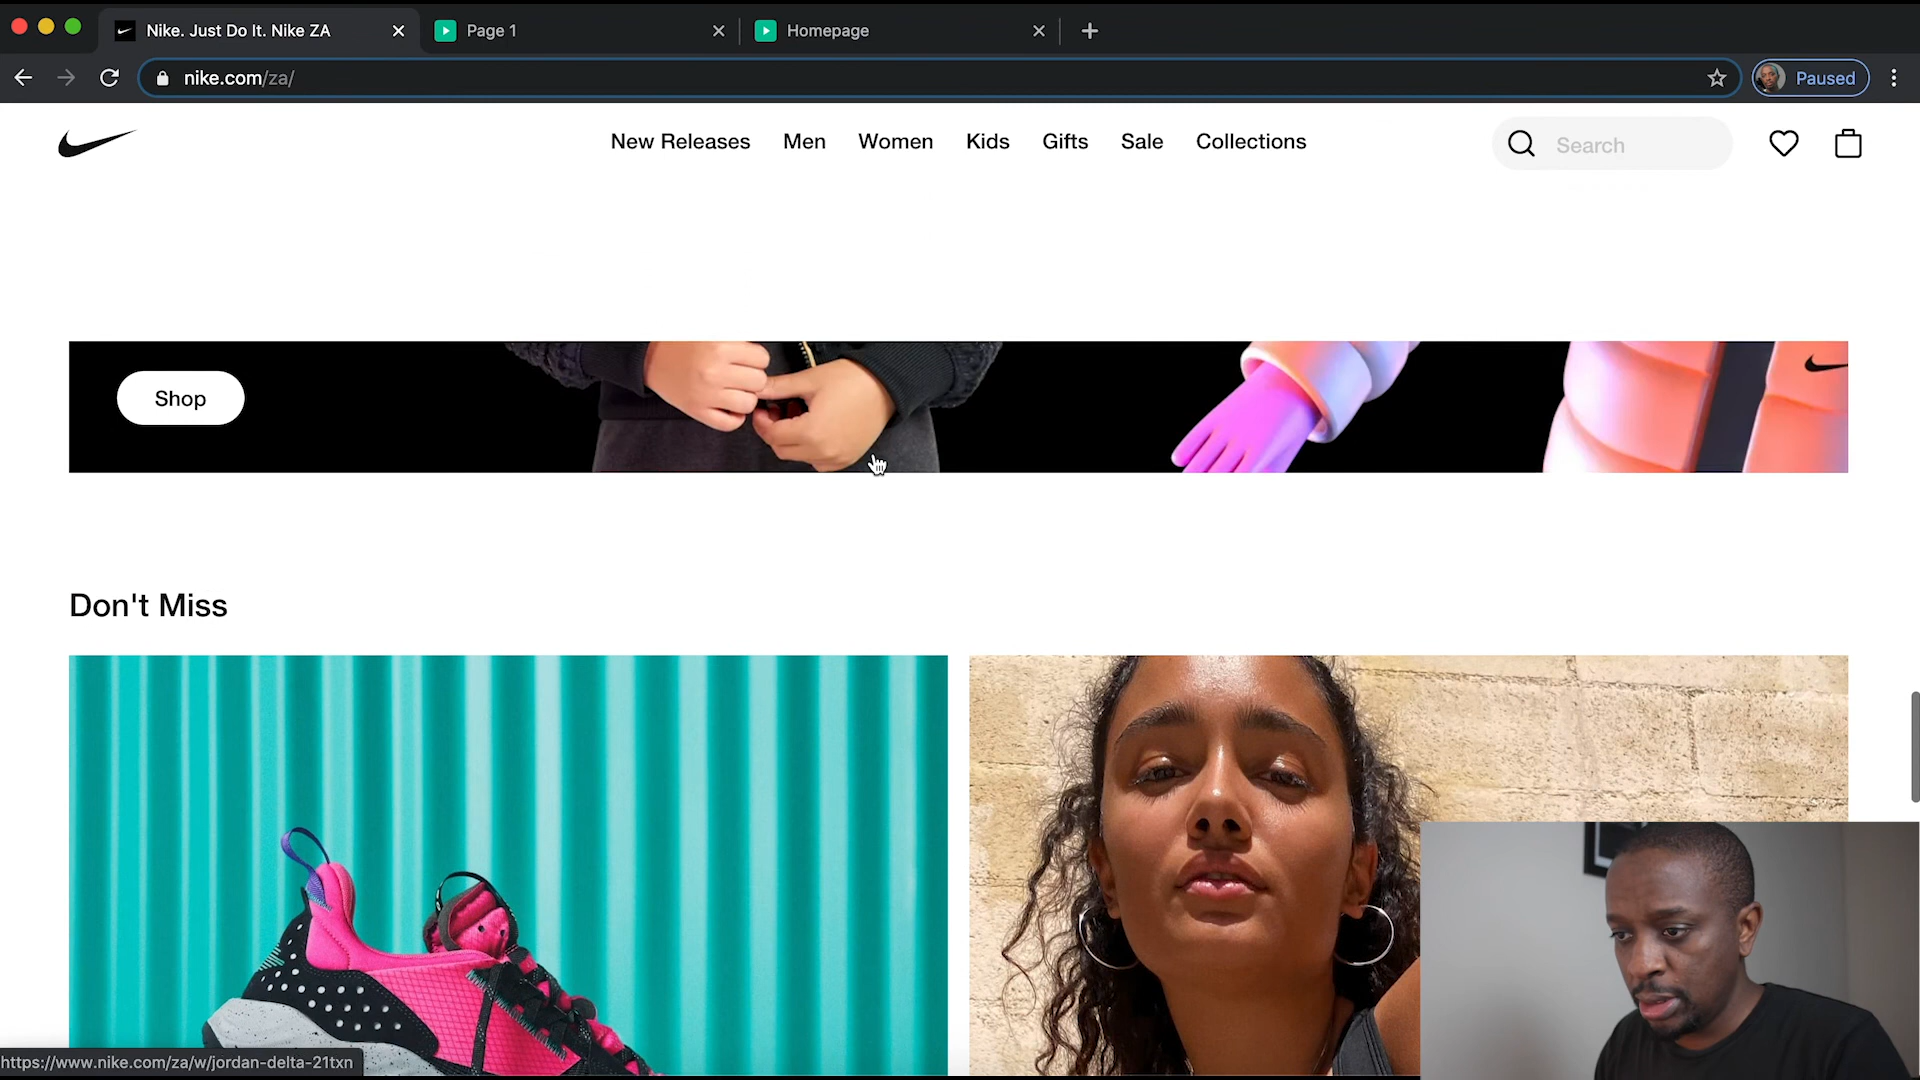 Nike. Just Do It. Nike ZA
Page 1
Homepage
nike.com/za/
Paused
New Releases Men Women Kids Gifts Sale Collections
Search
Shop
Don't Miss
https://www.nike.com/za/w/jordan-delta-21txn